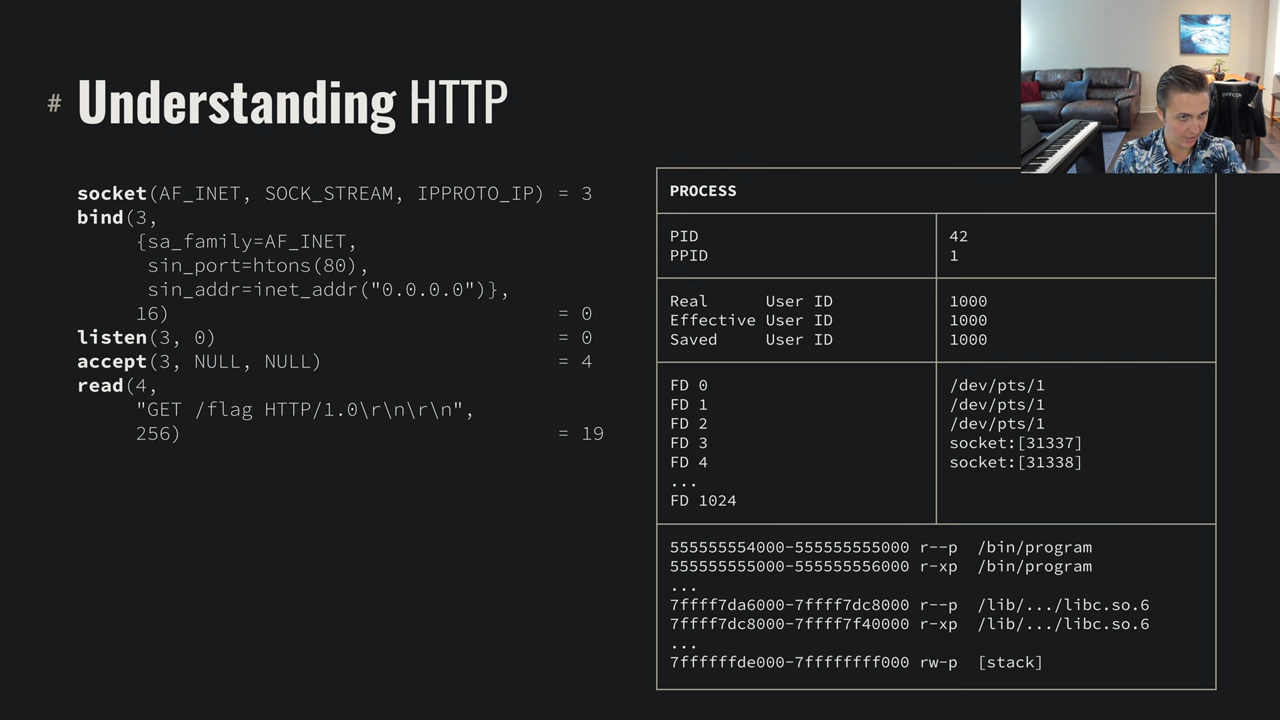 # Understanding HTTP
socket(AF_INET, SOCK_STREAM, IPPROTO_IP) = 3
bind(3,
{sa_family=AF_INET,
sin_port=htons(80),
sin_addr=inet_addr("0.0.0.0")},
16) = 0
listen(3, 0) = 0
accept(3, NULL, NULL) = 4
read(4,
"GET /flag HTTP/1.0\r\n\r\n",
256) = 19
PROCESS
PID 42
PPID 1
Real User ID 1000
Effective User ID 1000
Saved User ID 1000
FD 0 /dev/pts/1
FD 1 /dev/pts/1
FD 2 /dev/pts/1
FD 3 socket:[31337]
FD 4 socket:[31338]
...
FD 1024
555555554000-555555555000 r--p /bin/program
555555555000-555555556000 r-xp /bin/program
...
7ffff7da6000-7ffff7dc8000 r--p /lib/.../libc.so.6
7ffff7dc8000-7ffff7f40000 r-xp /lib/.../libc.so.6
...
7ffffffde000-7ffffffff000 rw-p [stack]